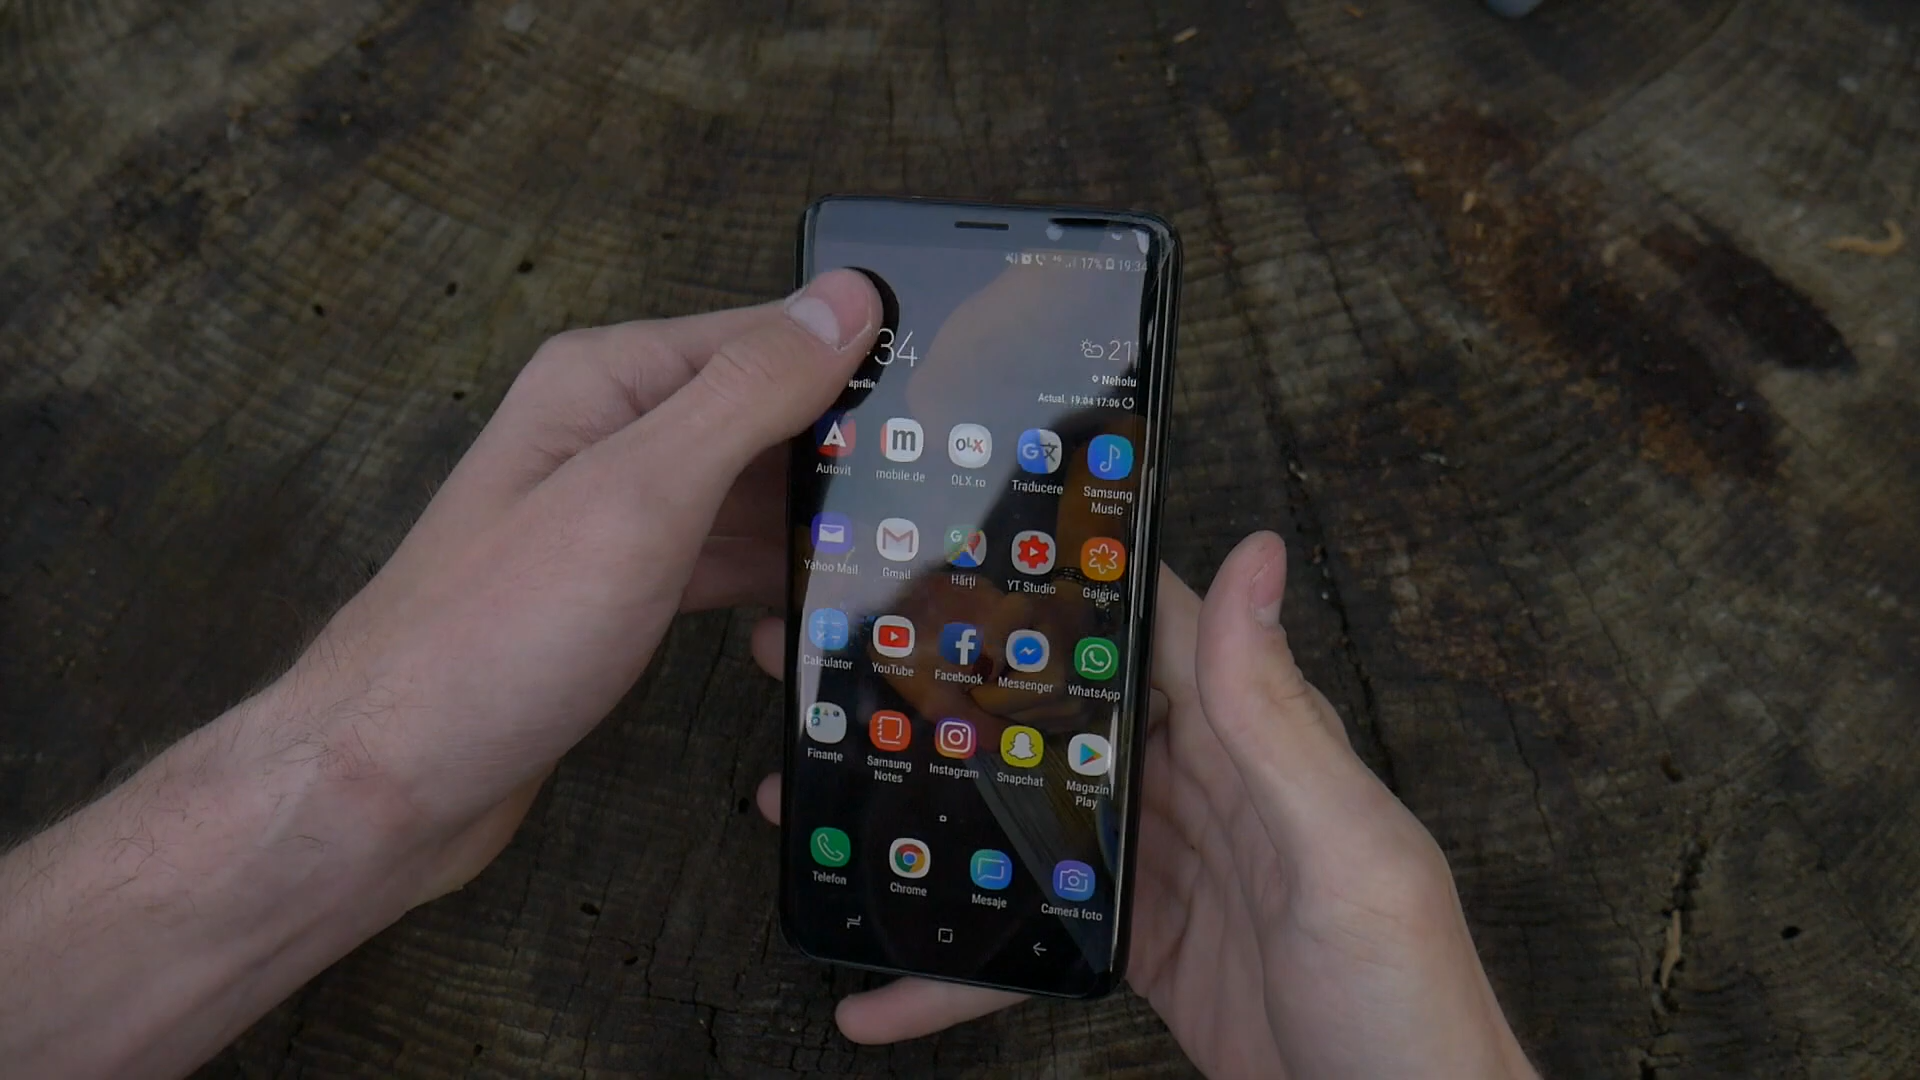 17% 19:34
34
21
aprilie
Neholu
Actual. 19.04 17:06
Autovit
m
mobile.de
OLX
OLX.ro
G
Traducere
Samsung
Music
Yahoo Mail
Gmail
G
Hărți
YT Studio
Galerie
Calculator
YouTube
Facebook
Messenger
WhatsApp
Finanțe
Samsung
Notes
Instagram
Snapchat
Magazin
Play
Telefon
Chrome
Mesaje
Cameră foto